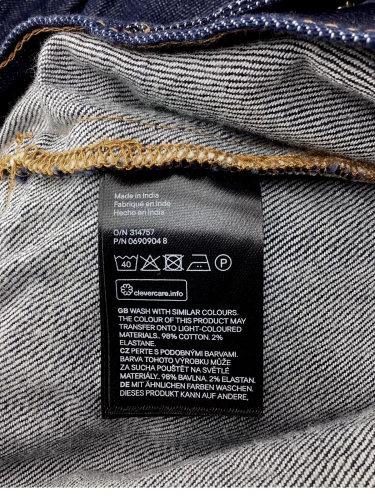 Made in India
Fabriqué en Inde
Hecho en India
O/N 314757
P/N 0690904 8
40 P
clevercare.info
GB WASH WITH SIMILAR COLOURS.
THE COLOUR OF THIS PRODUCT MAY
TRANSFER ONTO LIGHT-COLOURED
MATERIALS.. 98% COTTON. 2%
ELASTANE.
CZ PERTE S PODOBNÝMI BARVAMI.
BARVA TOHOTO VÝROBKU MŮŽE
ZA SUCHA POUŠTĚT NA SVĚTLÉ
MATERIÁLY.. 98% BAVLNA. 2% ELASTAN.
DE MIT ÄHNLICHEN FARBEN WASCHEN.
DIESES PRODUKT KANN AUF ANDERE,